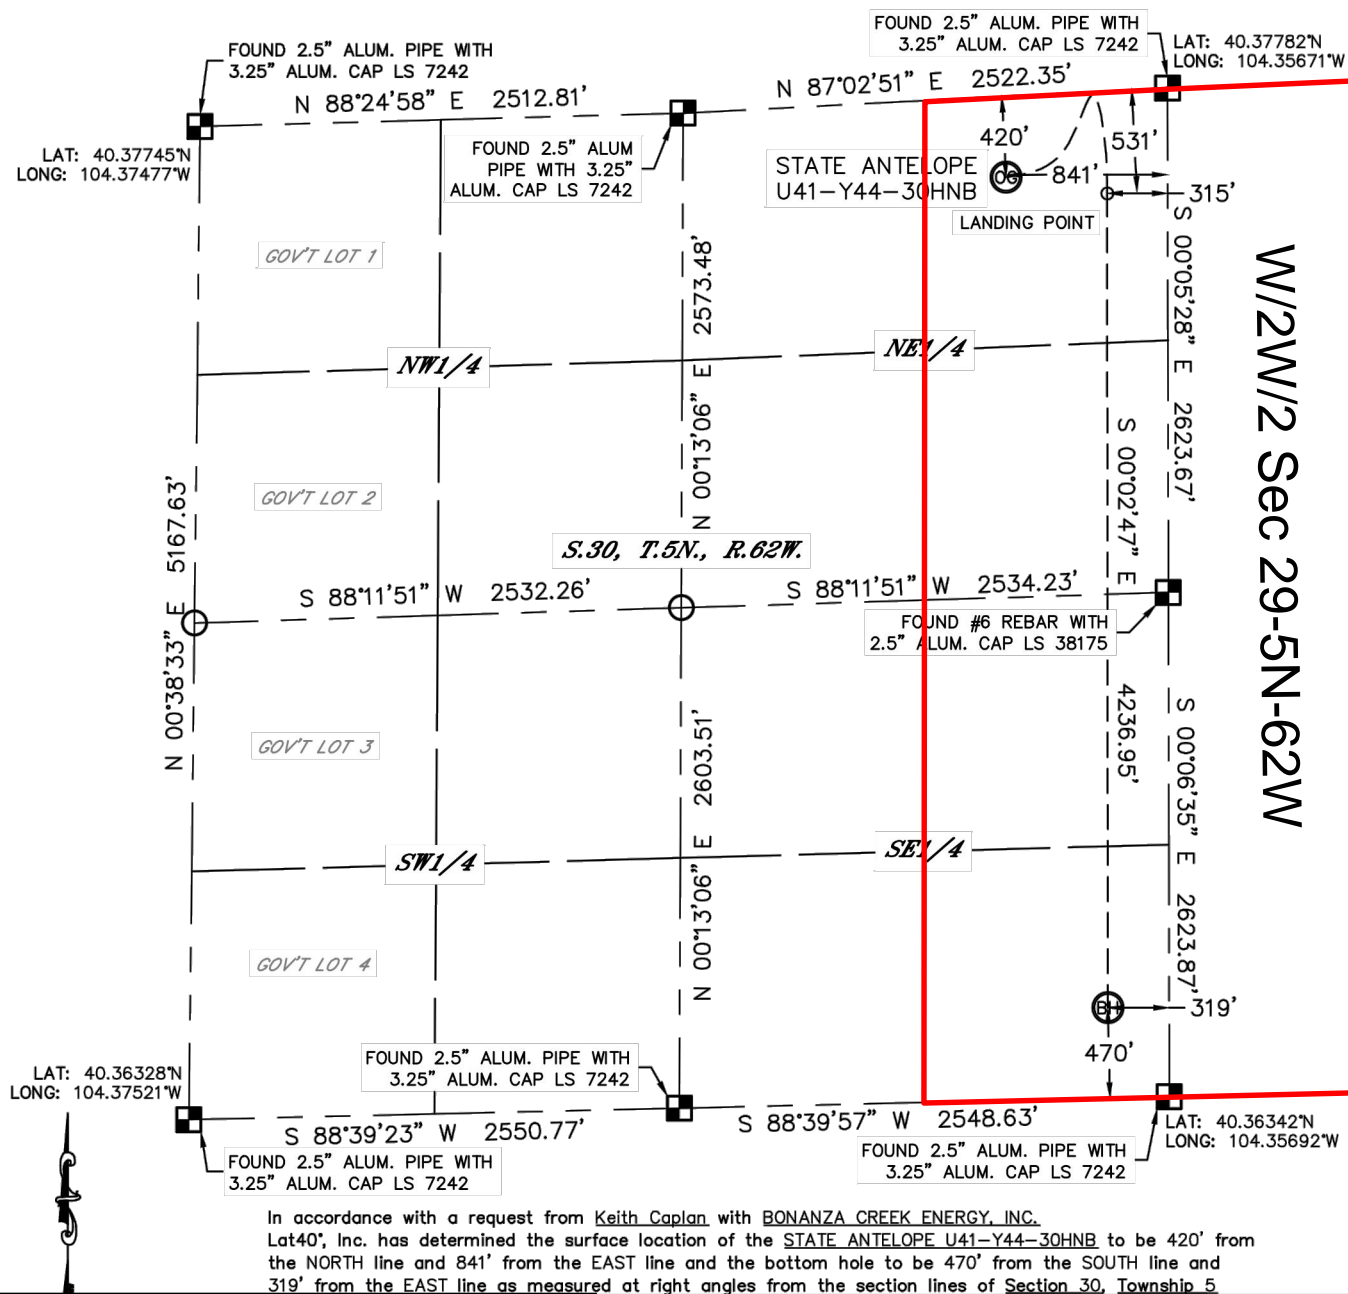 FOUND 2.5" ALUM. PIPE WITH
3.25" ALUM. CAP LS 7242
FOUND 2.5" ALUM. PIPE WITH
3.25" ALUM. CAP LS 7242
LAT: 40.37782°N
LONG: 104.35671°W
N 88°24'58" E 2512.81'
N 87°02'51" E 2522.35'
LAT: 40.37745°N
LONG: 104.37477°W
FOUND 2.5" ALUM
PIPE WITH 3.25"
ALUM. CAP LS 7242
STATE ANTELOPE
U41-Y44-30HNB
420'
OG
841'
531'
315'
LANDING POINT
GOV'T LOT 1
N 00°13'06" E 2573.48'
S 00°05'28" E 2623.67'
W/2W/2 Sec 29-5N-62W
NW1/4
NE1/4
GOV'T LOT 2
S 00°02'47" E 4236.95'
N 00°38'33" E 5167.63'
S.30, T.5N., R.62W.
S 88°11'51" W 2532.26'
S 88°11'51" W 2534.23'
FOUND #6 REBAR WITH
2.5" ALUM. CAP LS 38175
GOV'T LOT 3
N 00°13'06" E 2603.51'
S 00°06'35" E 2623.87'
SW1/4
SE1/4
GOV'T LOT 4
BH
319'
470'
LAT: 40.36328°N
LONG: 104.37521°W
FOUND 2.5" ALUM. PIPE WITH
3.25" ALUM. CAP LS 7242
S 88°39'23" W 2550.77'
S 88°39'57" W 2548.63'
LAT: 40.36342°N
LONG: 104.35692°W
FOUND 2.5" ALUM. PIPE WITH
3.25" ALUM. CAP LS 7242
FOUND 2.5" ALUM. PIPE WITH
3.25" ALUM. CAP LS 7242
In accordance with a request from Keith Caplan with BONANZA CREEK ENERGY, INC.
Lat40°, Inc. has determined the surface location of the STATE ANTELOPE U41-Y44-30HNB to be 420' from
the NORTH line and 841' from the EAST line and the bottom hole to be 470' from the SOUTH line and
319' from the EAST line as measured at right angles from the section lines of Section 30, Township 5